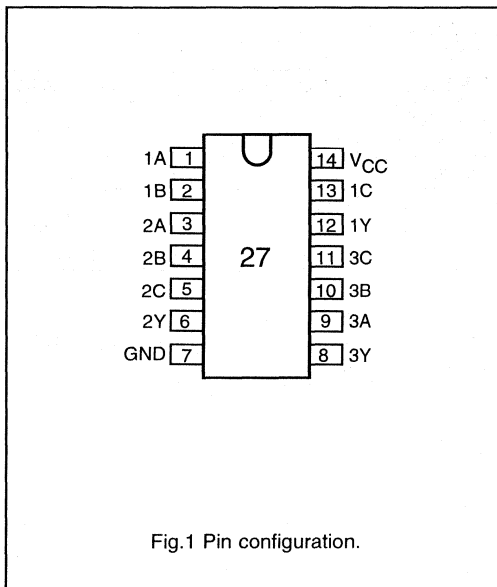 1A 1 14 VCC
1B 2 13 1C
2A 3 12 1Y
2B 4 27 11 3C
2C 5 10 3B
2Y 6 9 3A
GND 7 8 3Y
Fig.1 Pin configuration.